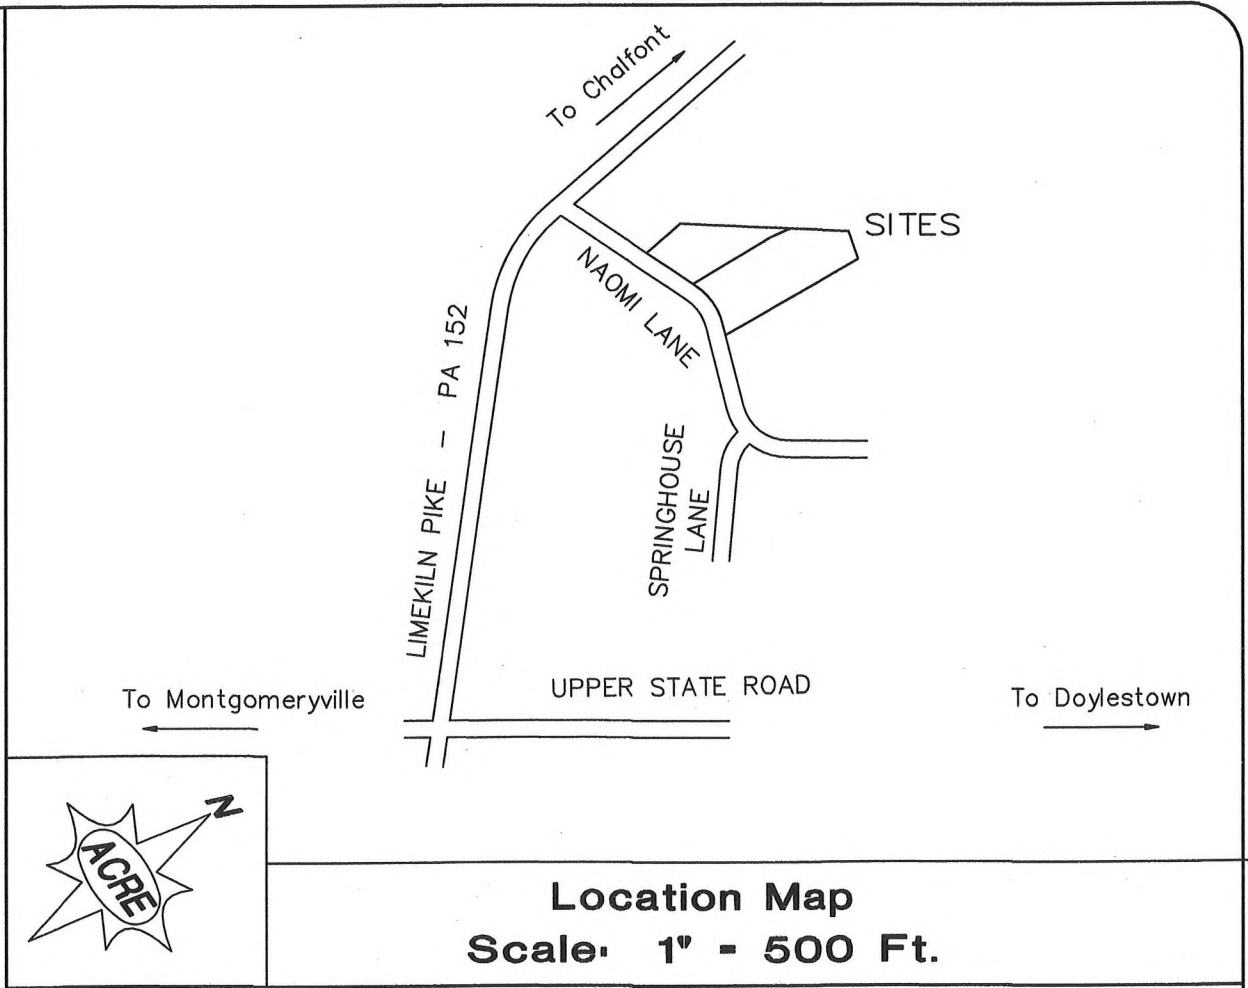 To Chalfont
SITES
NAOMI LANE
LIMEKILN PIKE - PA 152
SPRINGHOUSE
LANE
UPPER STATE ROAD
To Montgomeryville
To Doylestown
N
ACRE
Location Map
Scale: 1" = 500 Ft.